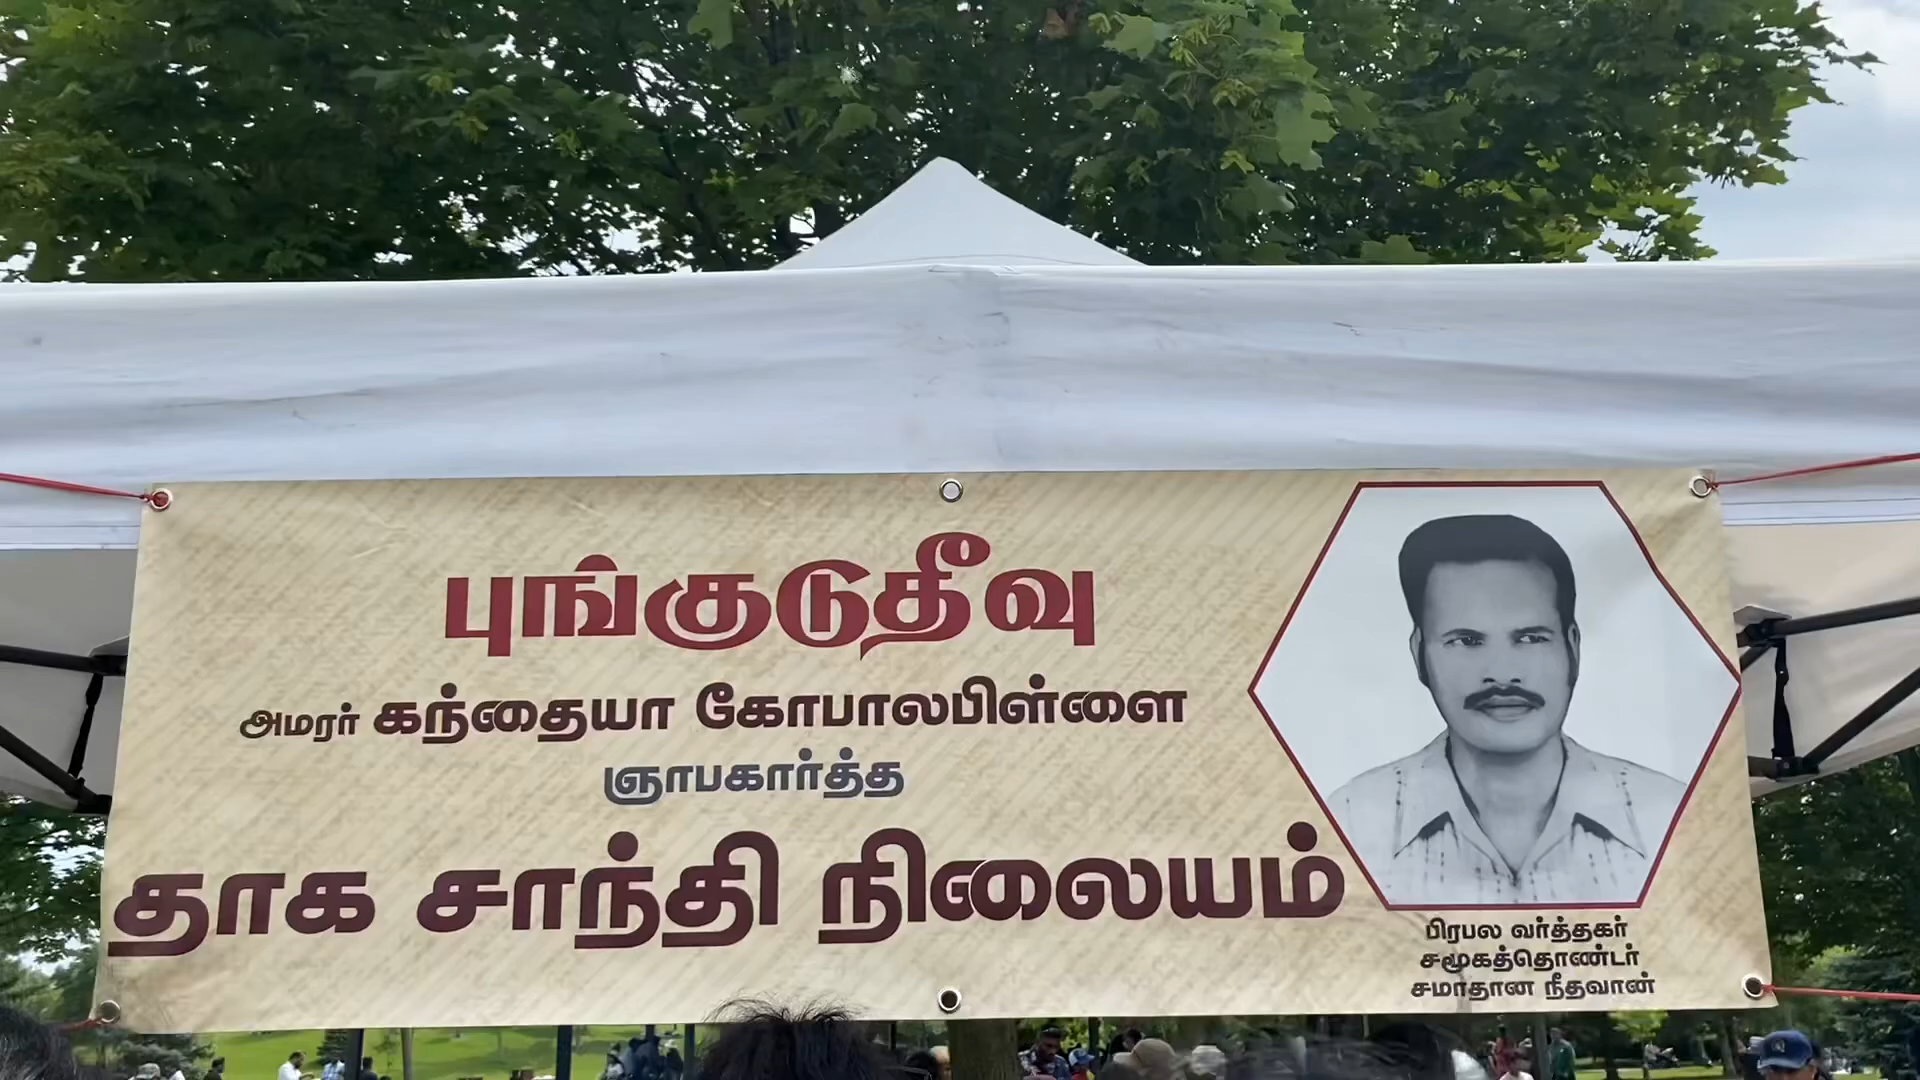 புங்குடுதீவு
அமரர் கந்தையா கோபாலபிள்ளை
ஞாபகார்த்த
தாக சாந்தி நிலையம்
பிரபல வர்த்தகர்
சமூகத்தொண்டர்
சமாதான நீதவான்